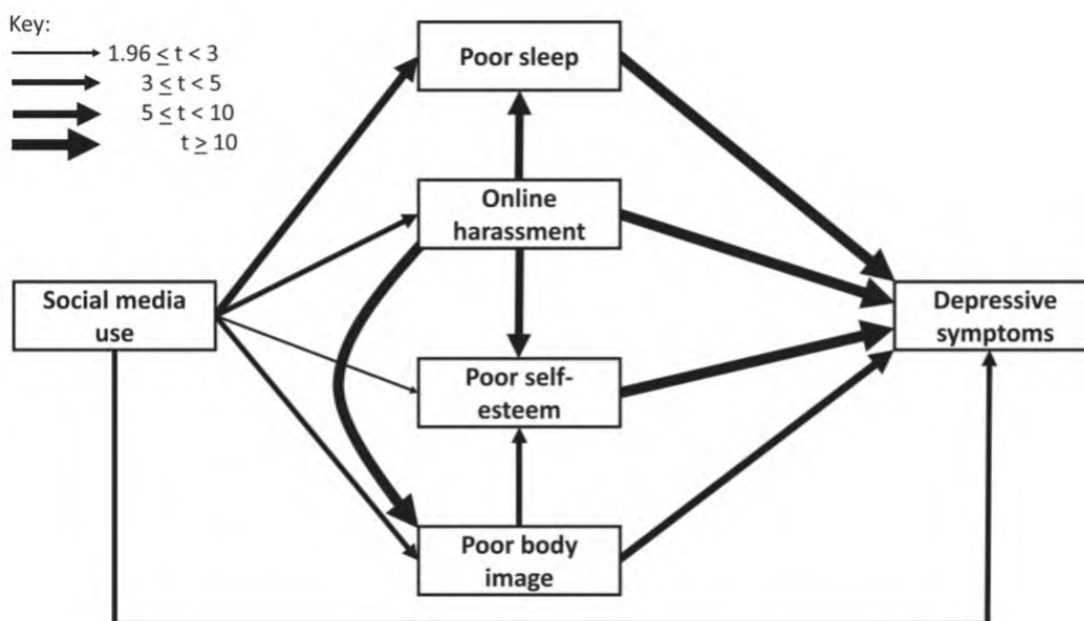 Key:
1.96 ≤ t < 3
3 ≤ t < 5
5 ≤ t < 10
t ≥ 10
Poor sleep
Online
harassment
Social media
use
Depressive
symptoms
Poor self-
esteem
Poor body
image